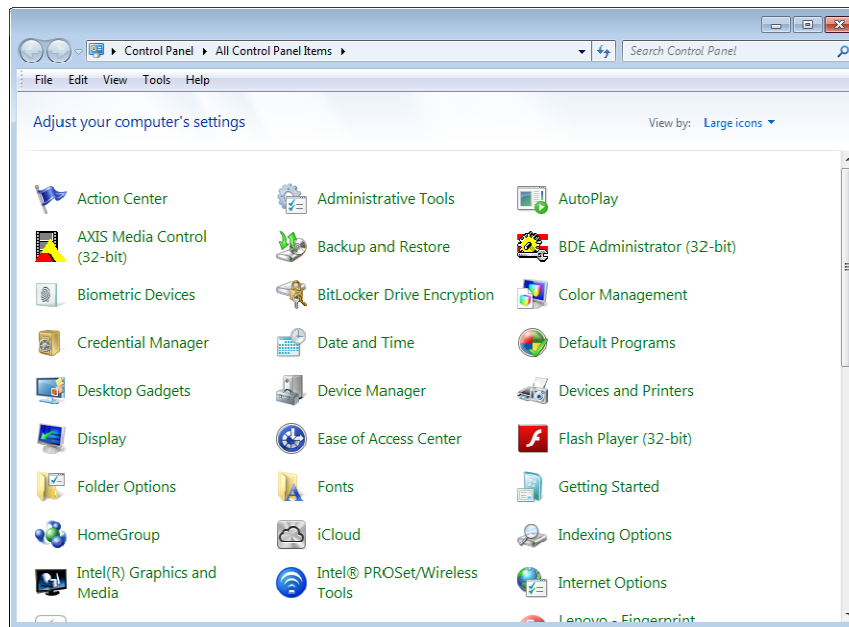 Control Panel ▸ All Control Panel Items ▸
Search Control Panel
File Edit View Tools Help
Adjust your computer's settings
View by: Large icons
Action Center
Administrative Tools
AutoPlay
AXIS Media Control
(32-bit)
Backup and Restore
BDE Administrator (32-bit)
Biometric Devices
BitLocker Drive Encryption
Color Management
Credential Manager
Date and Time
Default Programs
Desktop Gadgets
Device Manager
Devices and Printers
Display
Ease of Access Center
Flash Player (32-bit)
Folder Options
Fonts
Getting Started
HomeGroup
iCloud
Indexing Options
Intel(R) Graphics and
Media
Intel® PROSet/Wireless
Tools
Internet Options
Lenovo - Fingerprint